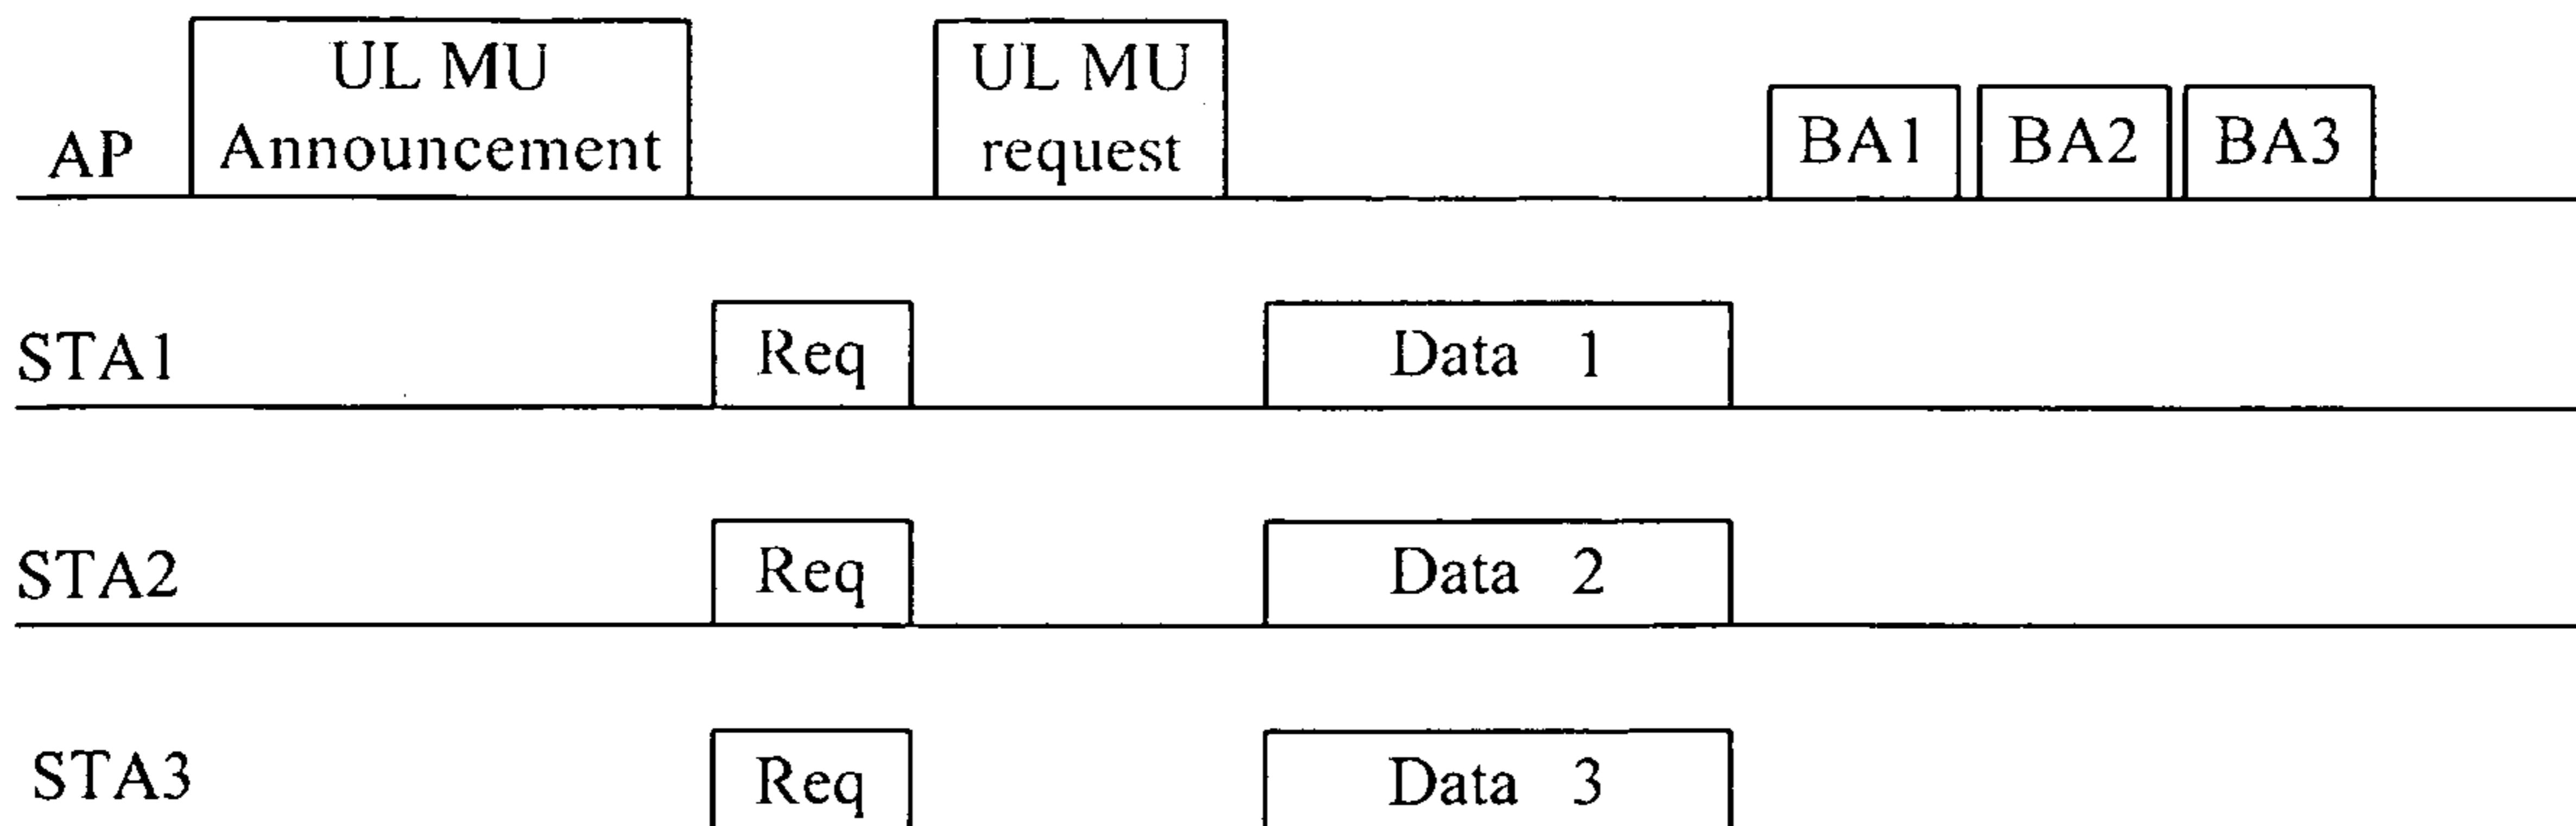 UL MU
Announcement
UL MU
request
AP
BA1
BA2
BA3
STA1
Req
Data 1
STA2
Req
Data 2
STA3
Req
Data 3